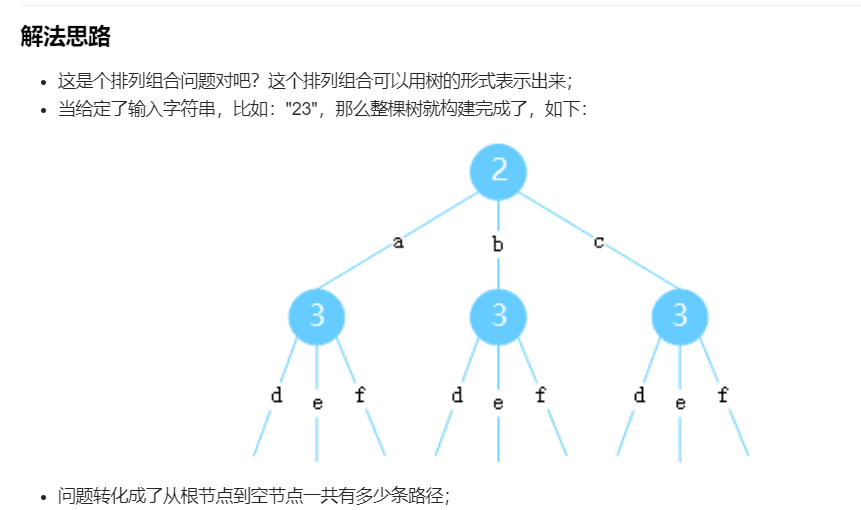 解法思路
这是个排列组合问题对吧？这个排列组合可以用树的形式表示出来；
当给定了输入字符串，比如："23"，那么整棵树就构建完成了，如下：
2
a b c
3 3 3
d e f d e f d e f
问题转化成了从根节点到空节点一共有多少条路径；